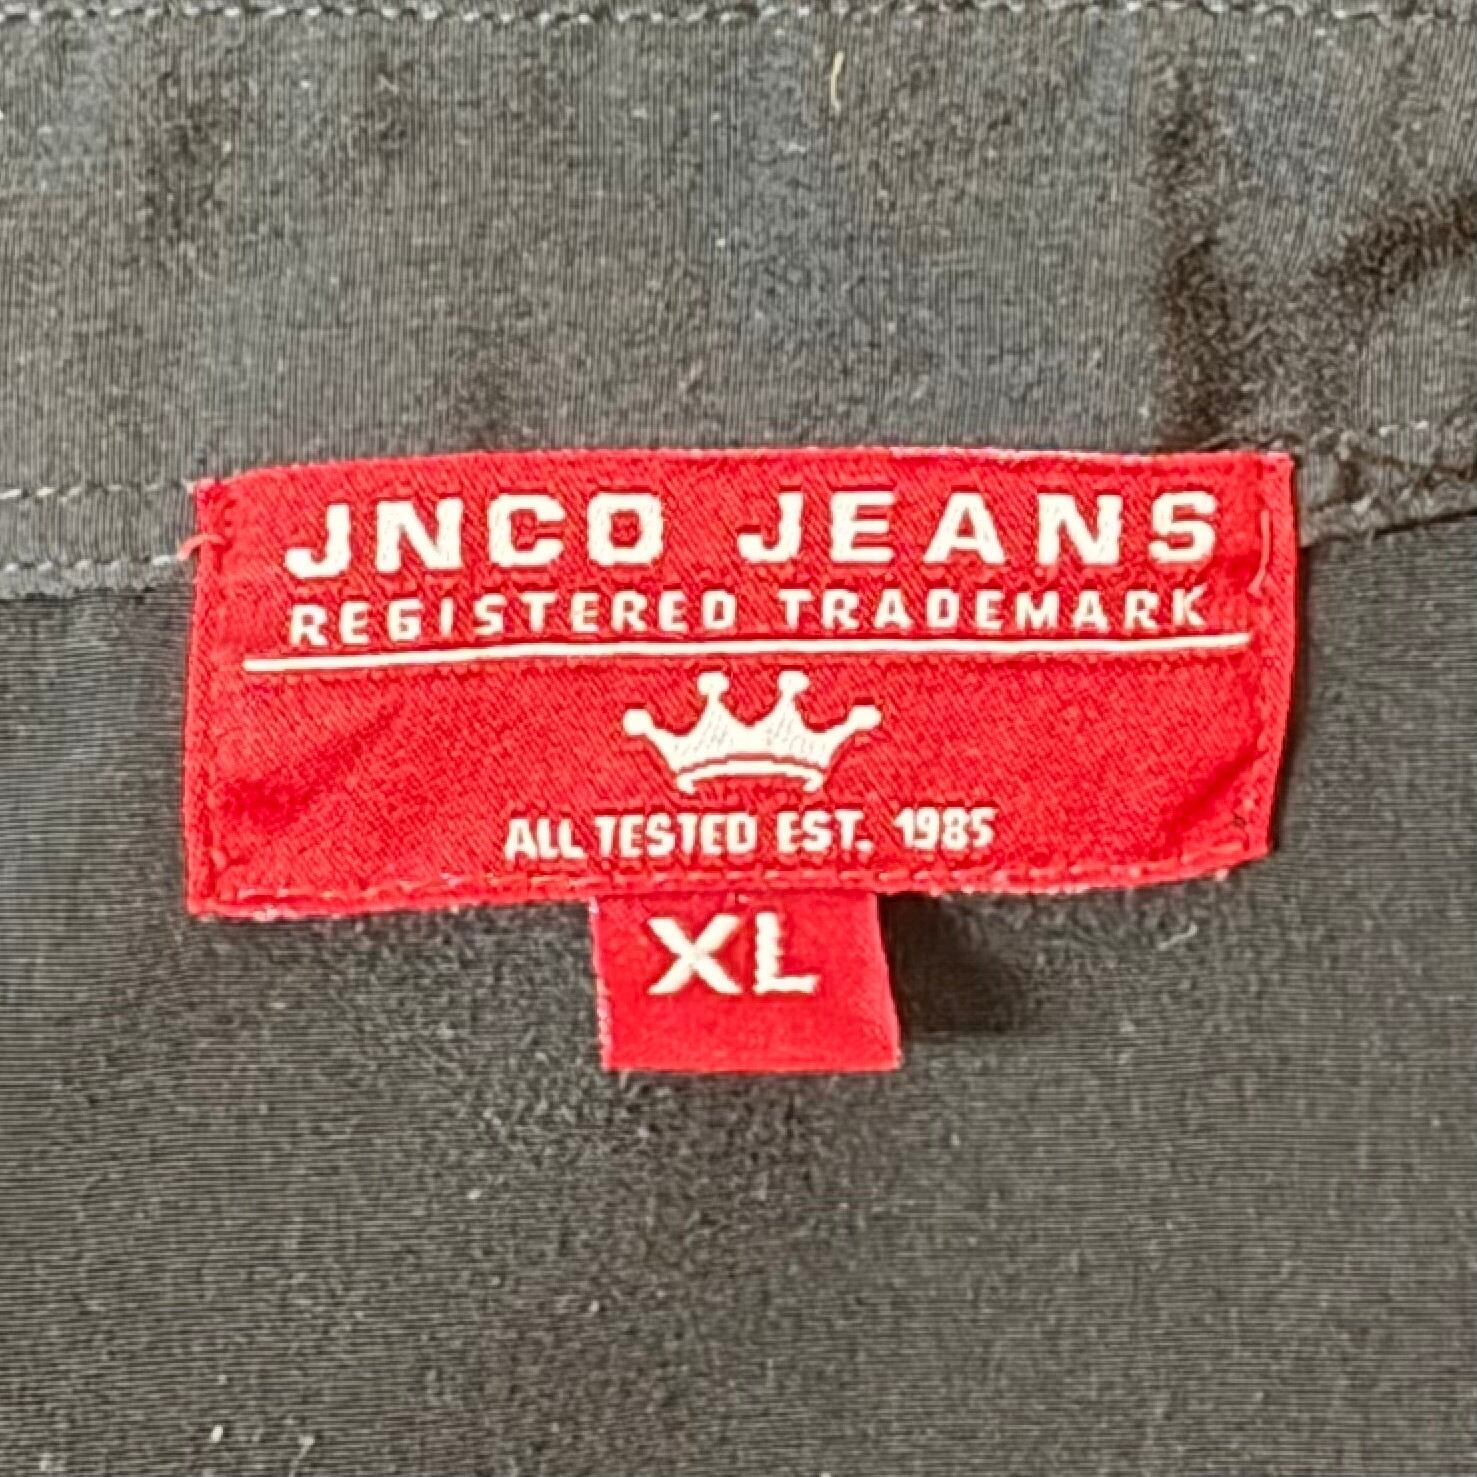 JNCO JEANS
REGISTERED TRADEMARK
ALL TESTED EST. 1985
XL